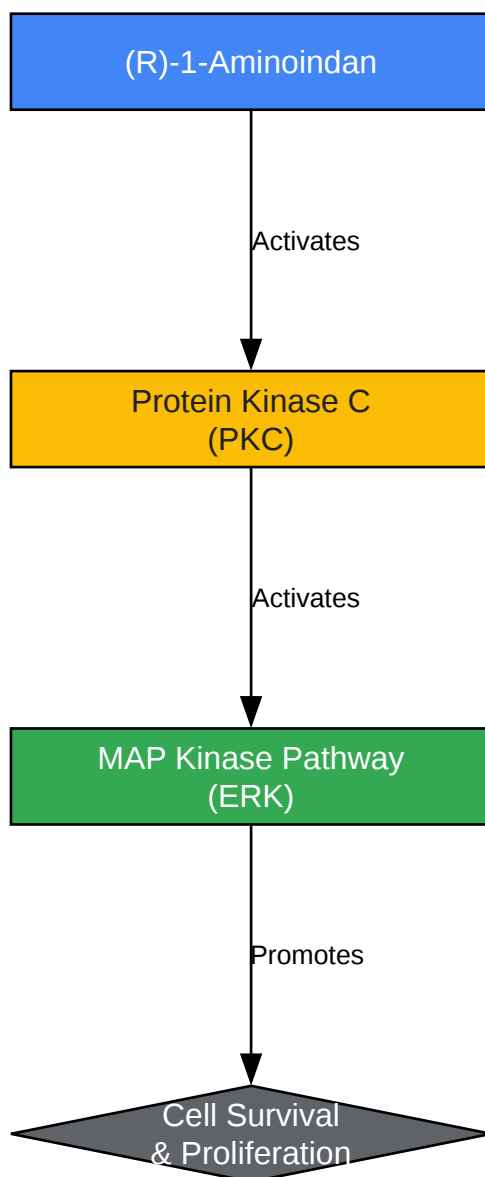 (R)-1-Aminoindan
Activates
Protein Kinase C
(PKC)
Activates
MAP Kinase Pathway
(ERK)
Promotes
Cell Survival
& Proliferation